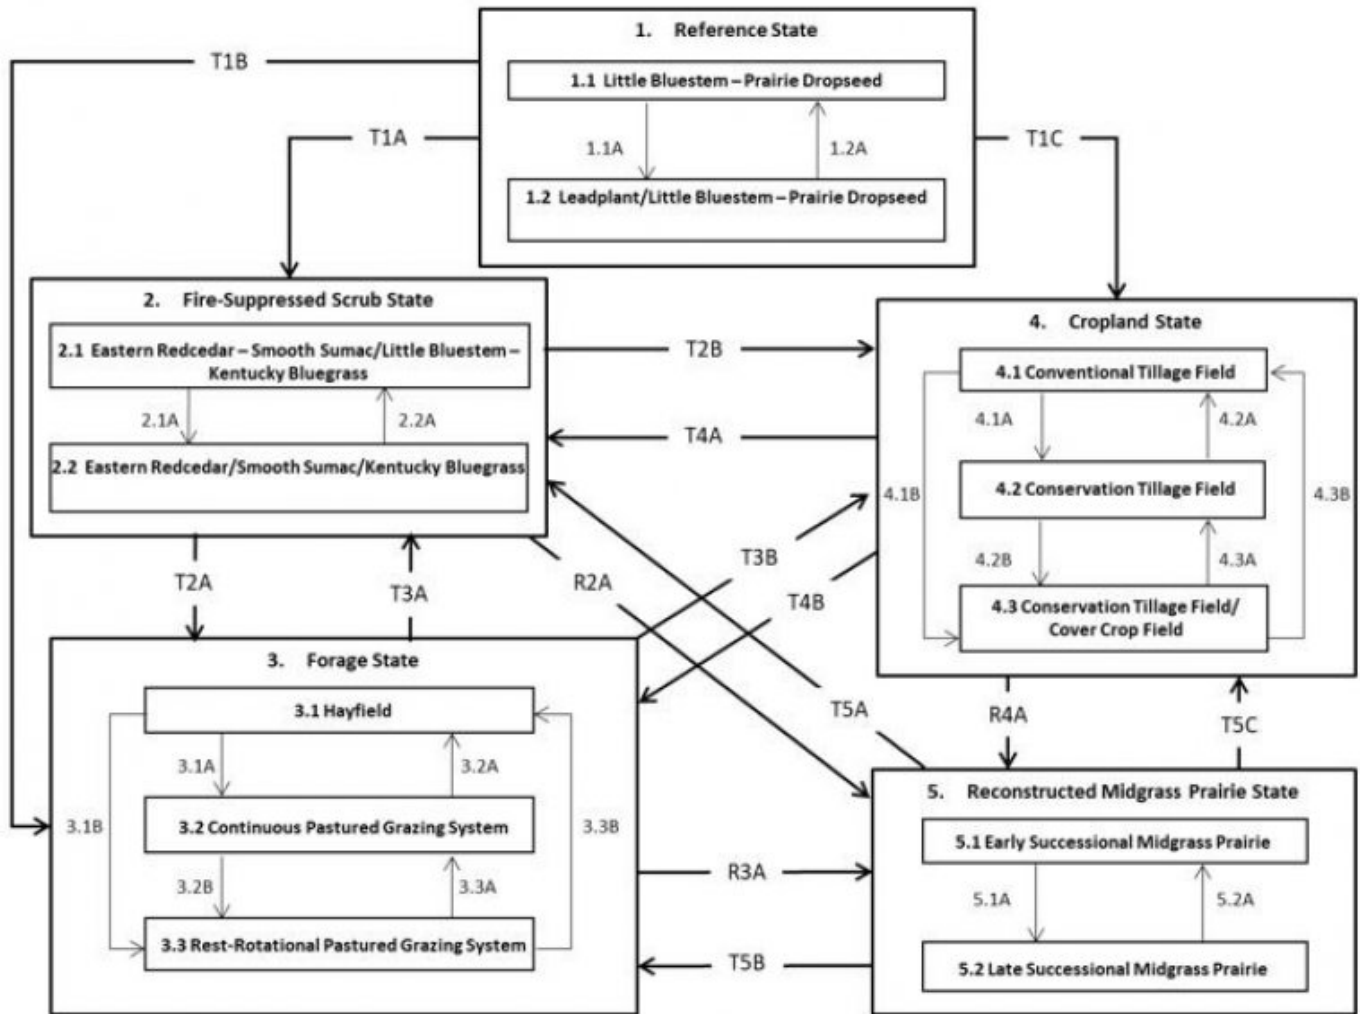 1. Reference State
T1B
1.1 Little Bluestem – Prairie Dropseed
T1A
1.1A
1.2A
T1C
1.2 Leadplant/Little Bluestem – Prairie Dropseed
2. Fire-Suppressed Scrub State
2.1 Eastern Redcedar – Smooth Sumac/Little Bluestem –
Kentucky Bluegrass
2.1A
2.2A
2.2 Eastern Redcedar/Smooth Sumac/Kentucky Bluegrass
T2B
T4A
4. Cropland State
4.1 Conventional Tillage Field
4.1A
4.2A
4.1B
4.2 Conservation Tillage Field
4.3B
4.2B
4.3A
4.3 Conservation Tillage Field/
Cover Crop Field
T2A
T3A
R2A
T3B
T4B
T5A
R4A
T5C
3. Forage State
3.1 Hayfield
3.1A
3.2A
3.1B
3.2 Continuous Pastured Grazing System
3.3B
3.2B
3.3A
3.3 Rest-Rotational Pastured Grazing System
R3A
T5B
5. Reconstructed Midgrass Prairie State
5.1 Early Successional Midgrass Prairie
5.1A
5.2A
5.2 Late Successional Midgrass Prairie